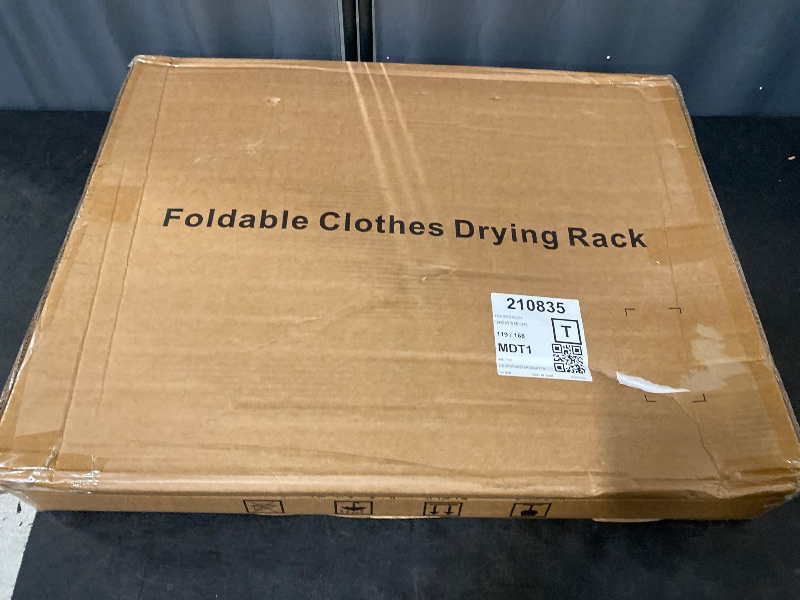 Foldable Clothes Drying Rack
210835
T
119 / 168
MDT1